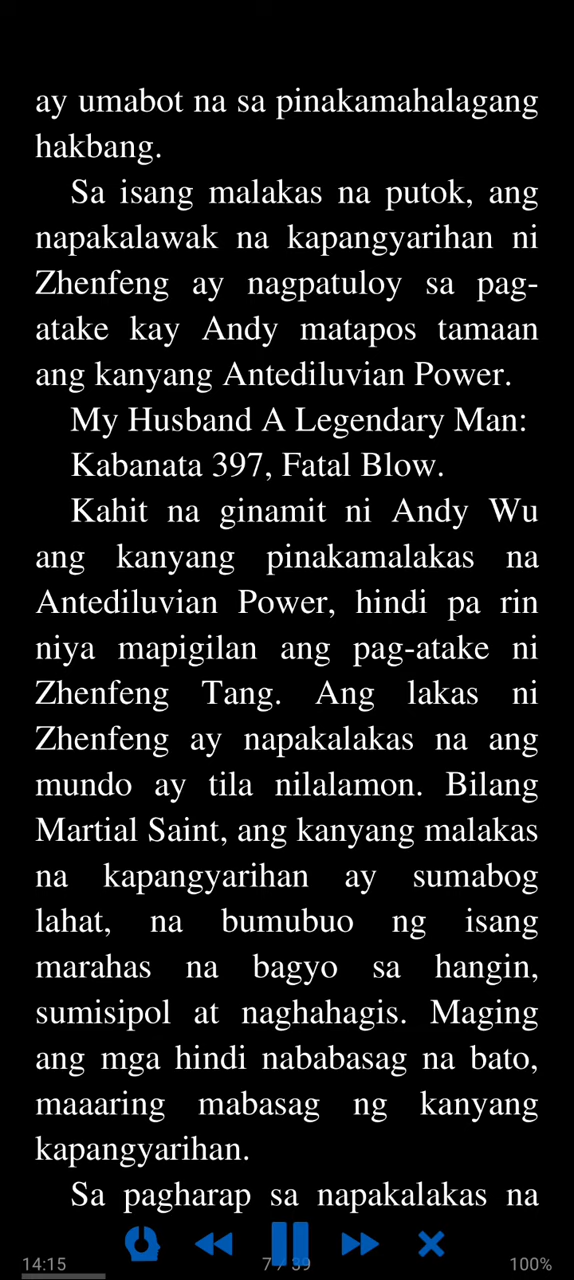 ay umabot na sa pinakamahalagang
hakbang.
Sa isang malakas na putok, ang
napakalawak na kapangyarihan ni
Zhenfeng ay nagpatuloy sa pag-
atake kay Andy matapos tamaan
ang kanyang Antediluvian Power.
My Husband A Legendary Man:
Kabanata 397, Fatal Blow.
Kahit na ginamit ni Andy Wu
ang kanyang pinakamalakas na
Antediluvian Power, hindi pa rin
niya mapigilan ang pag-atake ni
Zhenfeng Tang. Ang lakas ni
Zhenfeng ay napakalakas na ang
mundo ay tila nilalamon. Bilang
Martial Saint, ang kanyang malakas
na kapangyarihan ay sumabog
lahat, na bumubuo ng isang
marahas na bagyo sa hangin,
sumisipol at naghahagis. Maging
ang mga hindi nababasag na bato,
maaaring mabasag ng kanyang
kapangyarihan.
Sa pagharap sa napakalakas na
14:15 7 / 39 100%